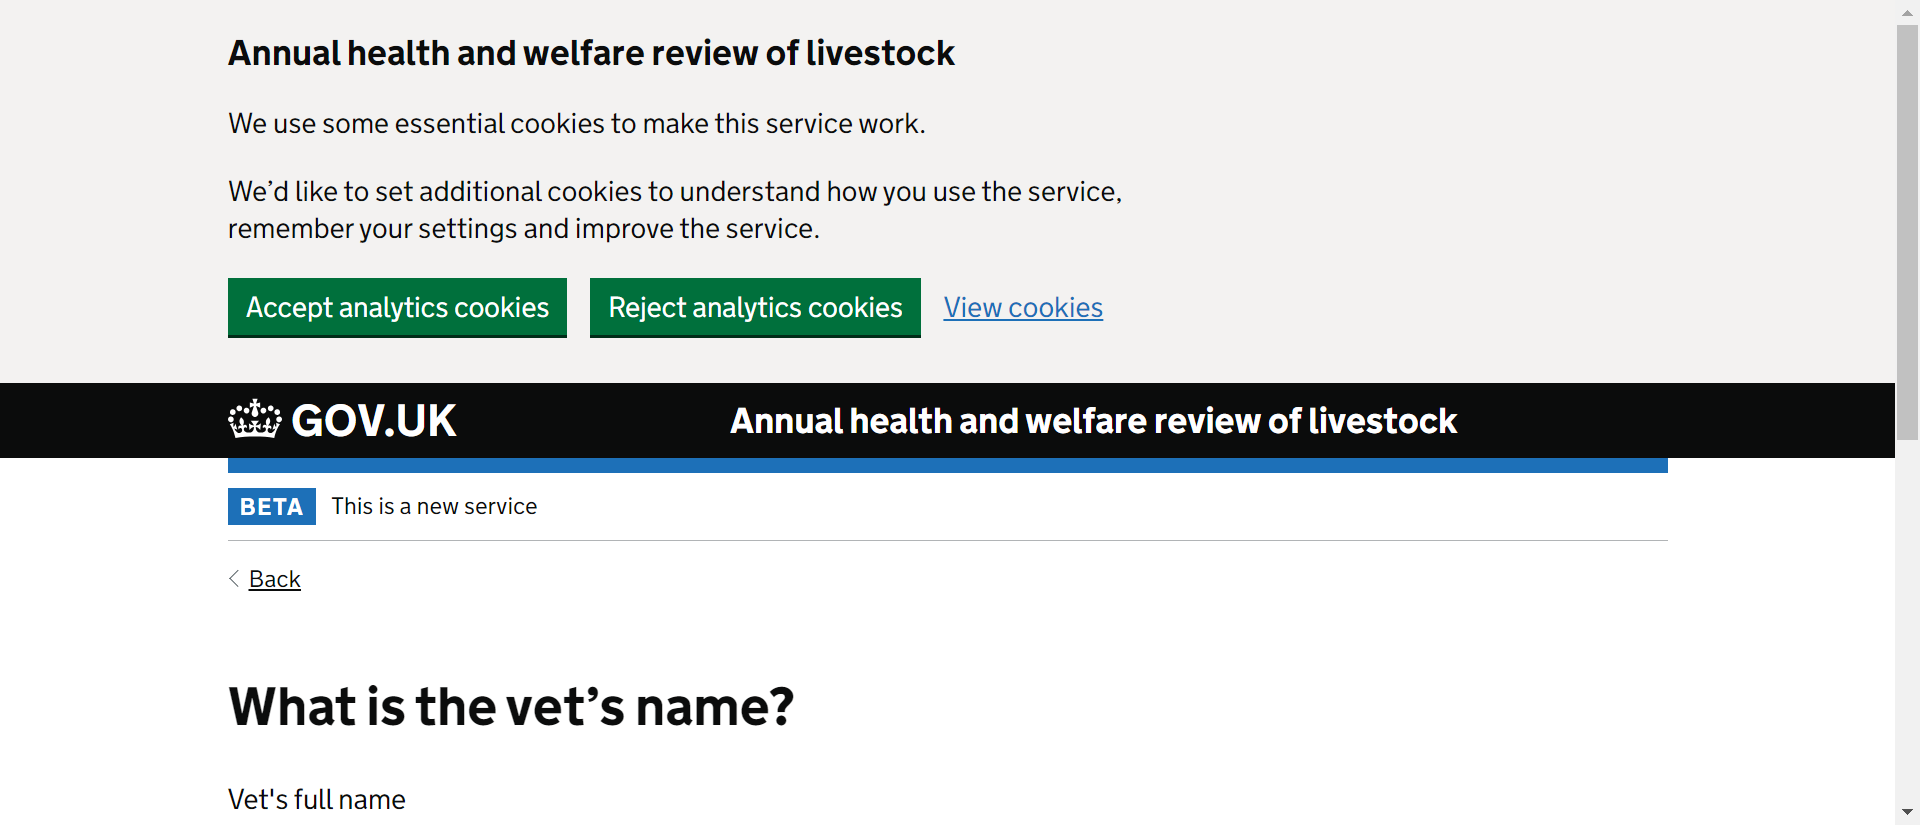 Annual health and welfare review of livestock
We use some essential cookies to make this service work.
We’d like to set additional cookies to understand how you use the service,
remember your settings and improve the service.
Accept analytics cookies Reject analytics cookies View cookies
GOV.UK Annual health and welfare review of livestock
BETA This is a new service
Back
What is the vet’s name?
Vet's full name